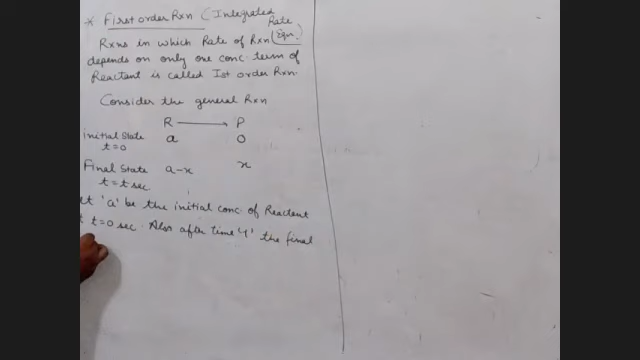 * First order Rxn (Integrated Rate Eqn.)
Rxns in which Rate of Rxn
depends on only one conc. term of
Reactant is called Ist order Rxn.
Consider the general Rxn
R → P
initial state a 0
t=0
Final State a-x x
t=t sec
'a' be the initial conc. of Reactant
t=0 sec. Also after time 't' the final